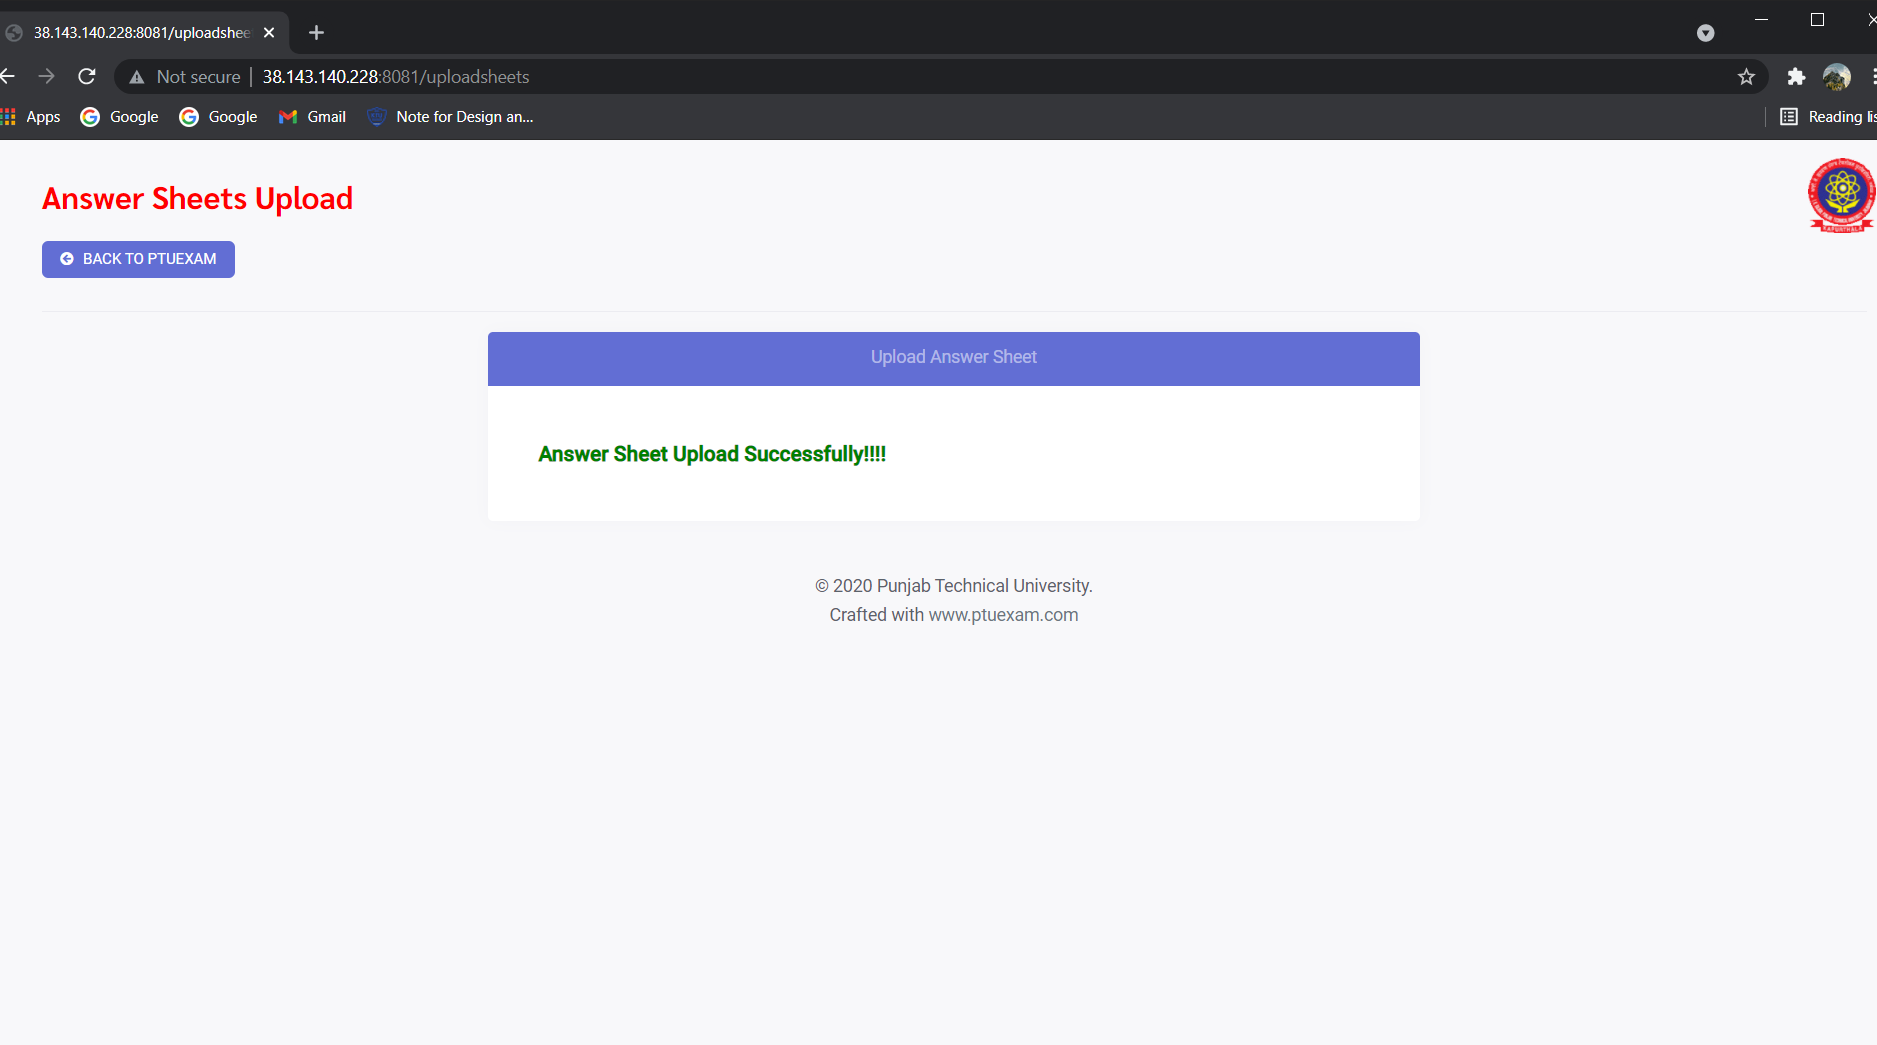 38.143.140.228:8081/uploadshee
Not secure 38.143.140.228:8081/uploadsheets
Apps Google Google Gmail Note for Design an... Reading lis
Answer Sheets Upload
BACK TO PTUEXAM
Upload Answer Sheet
Answer Sheet Upload Successfully!!!!
© 2020 Punjab Technical University.
Crafted with www.ptuexam.com
KAPURTHALA